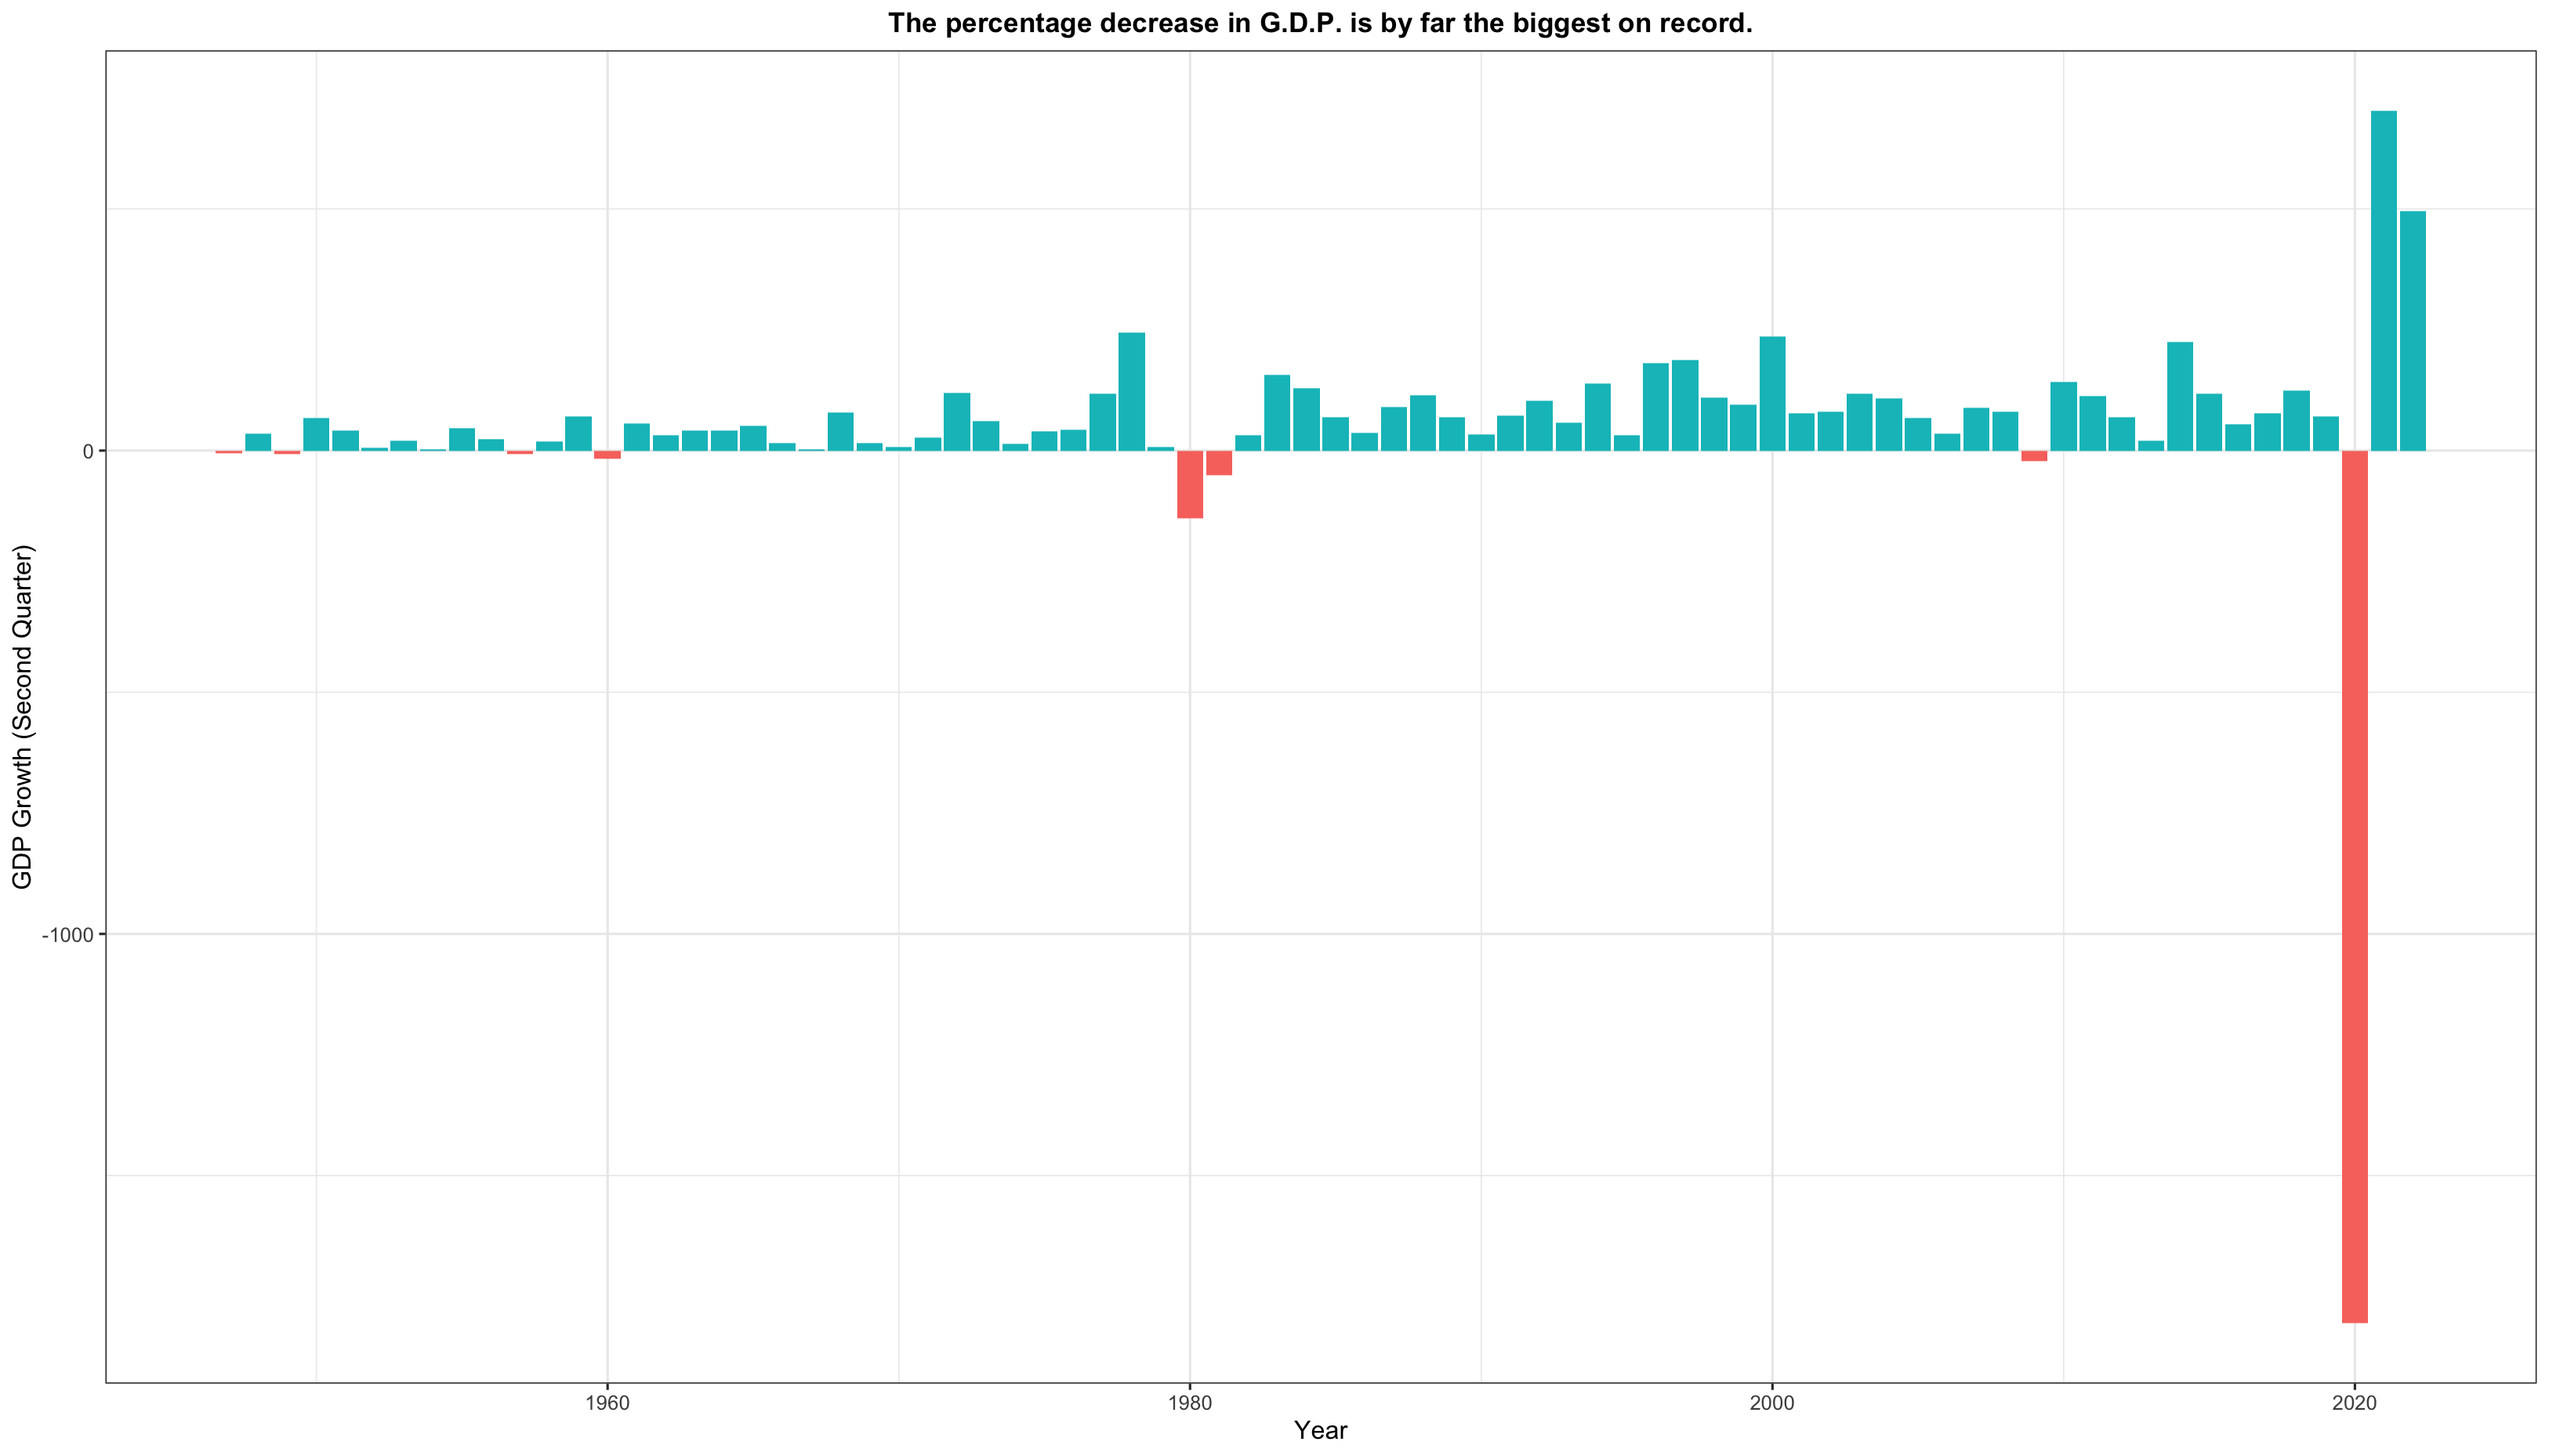 The percentage decrease in G.D.P. is by far the biggest on record.
GDP Growth (Second Quarter)
0
-1000
1960
1980
2000
2020
Year